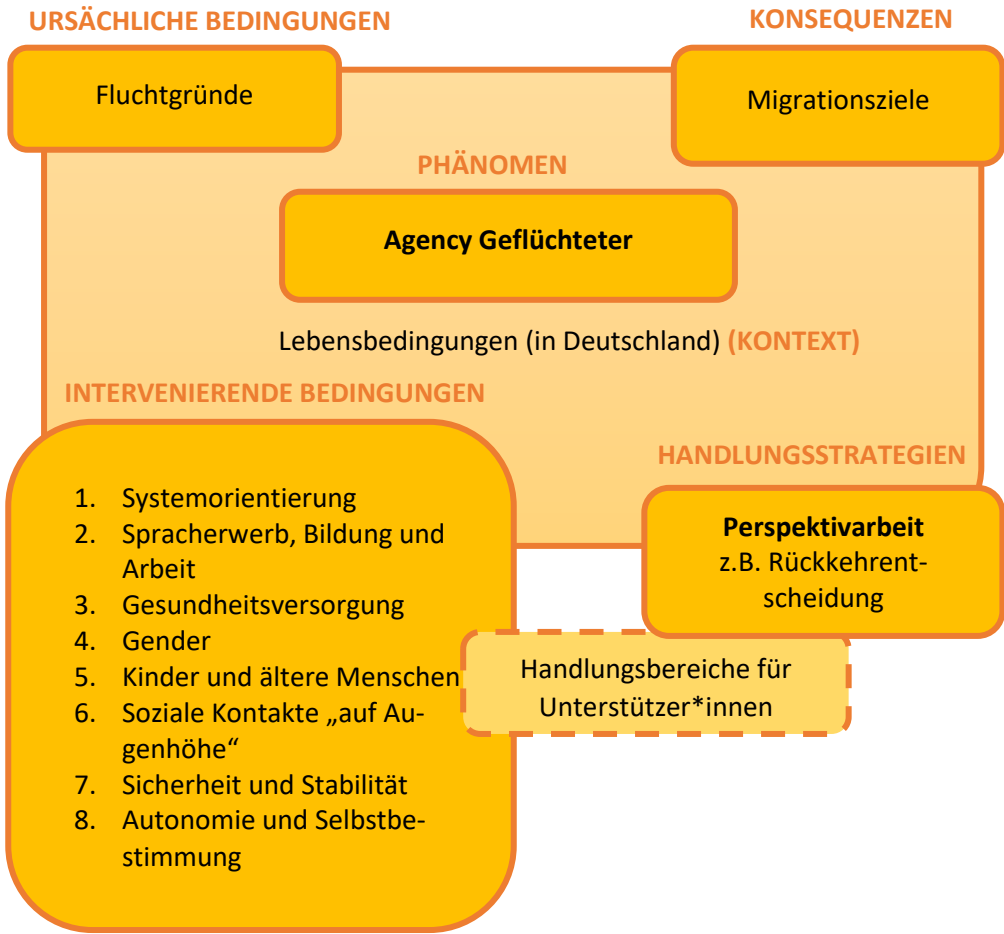 URSÄCHLICHE BEDINGUNGEN
KONSEQUENZEN
Fluchtgründe
Migrationsziele
PHÄNOMEN
Agency Geflüchteter
Lebensbedingungen (in Deutschland) (KONTEXT)
INTERVENIERENDE BEDINGUNGEN
1. Systemorientierung
2. Spracherwerb, Bildung und
Arbeit
3. Gesundheitsversorgung
4. Gender
5. Kinder und ältere Menschen
6. Soziale Kontakte „auf Au-
genhöhe“
7. Sicherheit und Stabilität
8. Autonomie und Selbstbe-
stimmung
HANDLUNGSSTRATEGIEN
Perspektivarbeit
z.B. Rückkehrent-
scheidung
Handlungsbereiche für
Unterstützer*innen